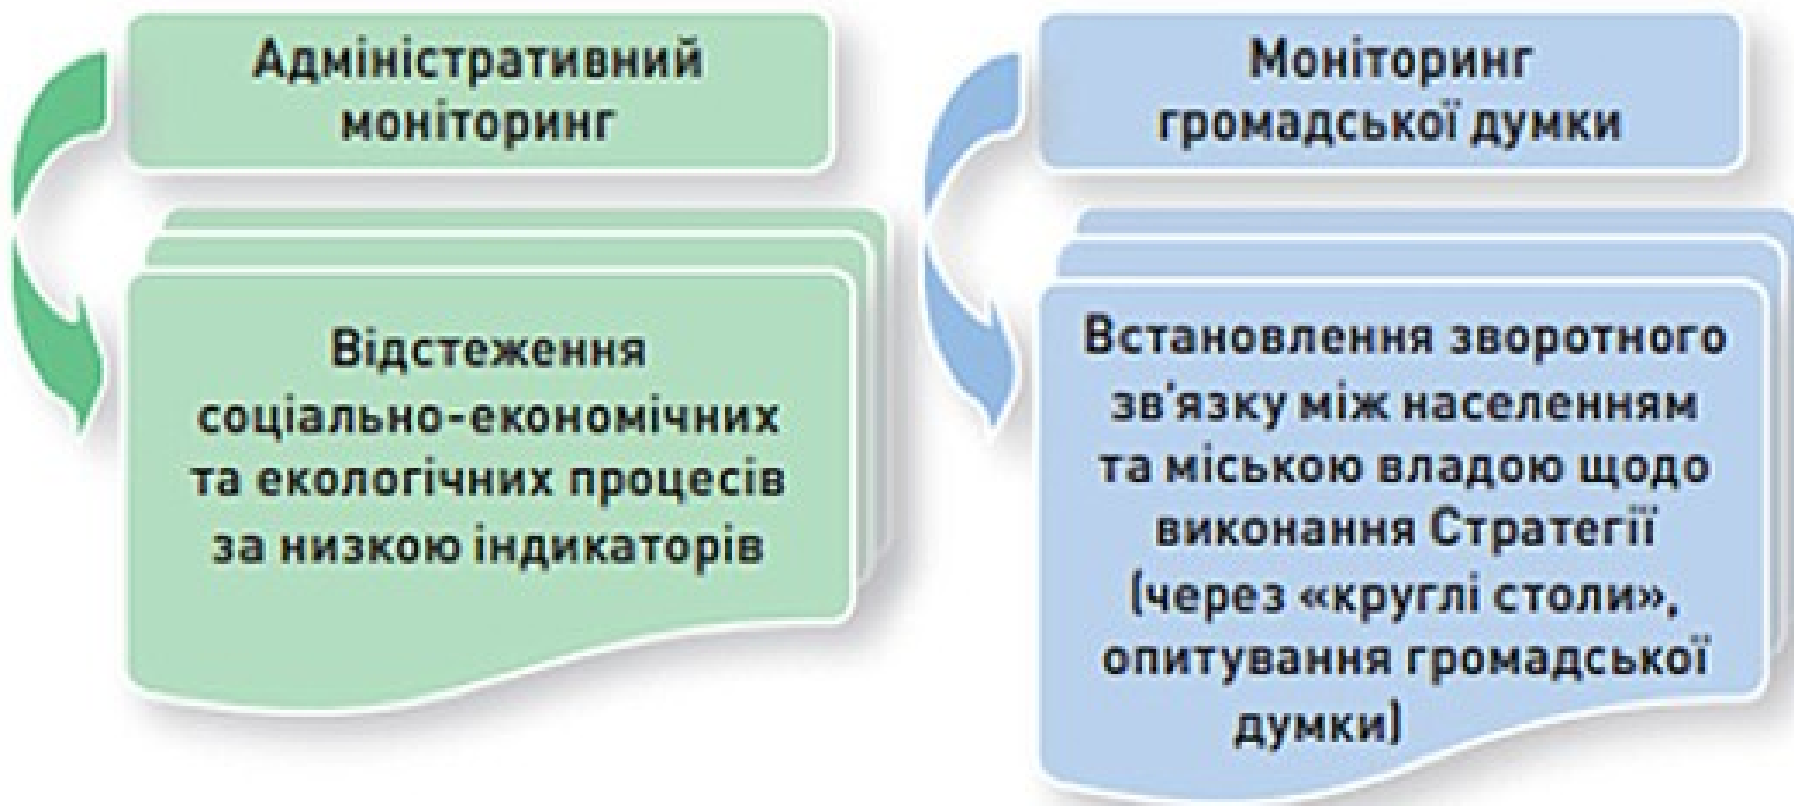 Адміністративний
моніторинг
Відстеження
соціально-економічних
та екологічних процесів
за низкою індикаторів
Моніторинг
громадської думки
Встановлення зворотного
зв'язку між населенням
та міською владою щодо
виконання Стратегії
(через «круглі столи»,
опитування громадської
думки)